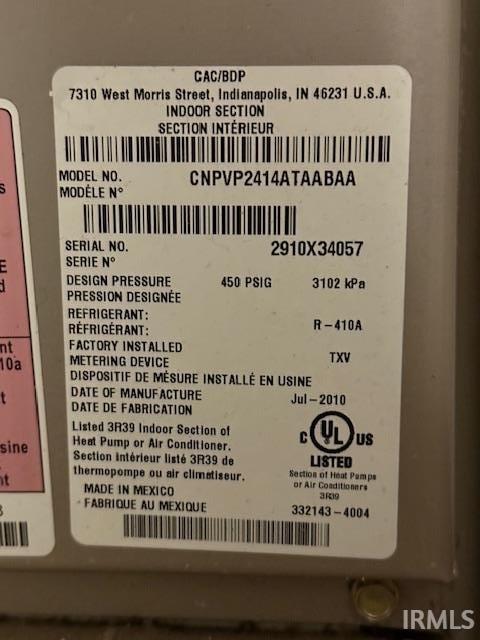 CAC/BDP
7310 West Morris Street, Indianapolis, IN 46231 U.S.A.
INDOOR SECTION
SECTION INTÉRIEUR
MODEL NO. CNPVP2414ATAABAA
MODÈLE N°
SERIAL NO. 2910X34057
SERIE N°
DESIGN PRESSURE 450 PSIG 3102 kPa
PRESSION DESIGNÉE
REFRIGERANT: R-410A
RÉFRIGÉRANT:
FACTORY INSTALLED
METERING DEVICE TXV
DISPOSITIF DE MÉSURE INSTALLÉ EN USINE
DATE OF MANUFACTURE Jul-2010
DATE DE FABRICATION
Listed 3R39 Indoor Section of
Heat Pump or Air Conditioner.
Section intérieur listé 3R39 de
thermopompe ou air climatiseur.
C UL US
LISTED
Section of Heat Pumps
or Air Conditioners
3R39
MADE IN MEXICO
FABRIQUE AU MEXIQUE 332143-4004
10a
sine
IRMLS